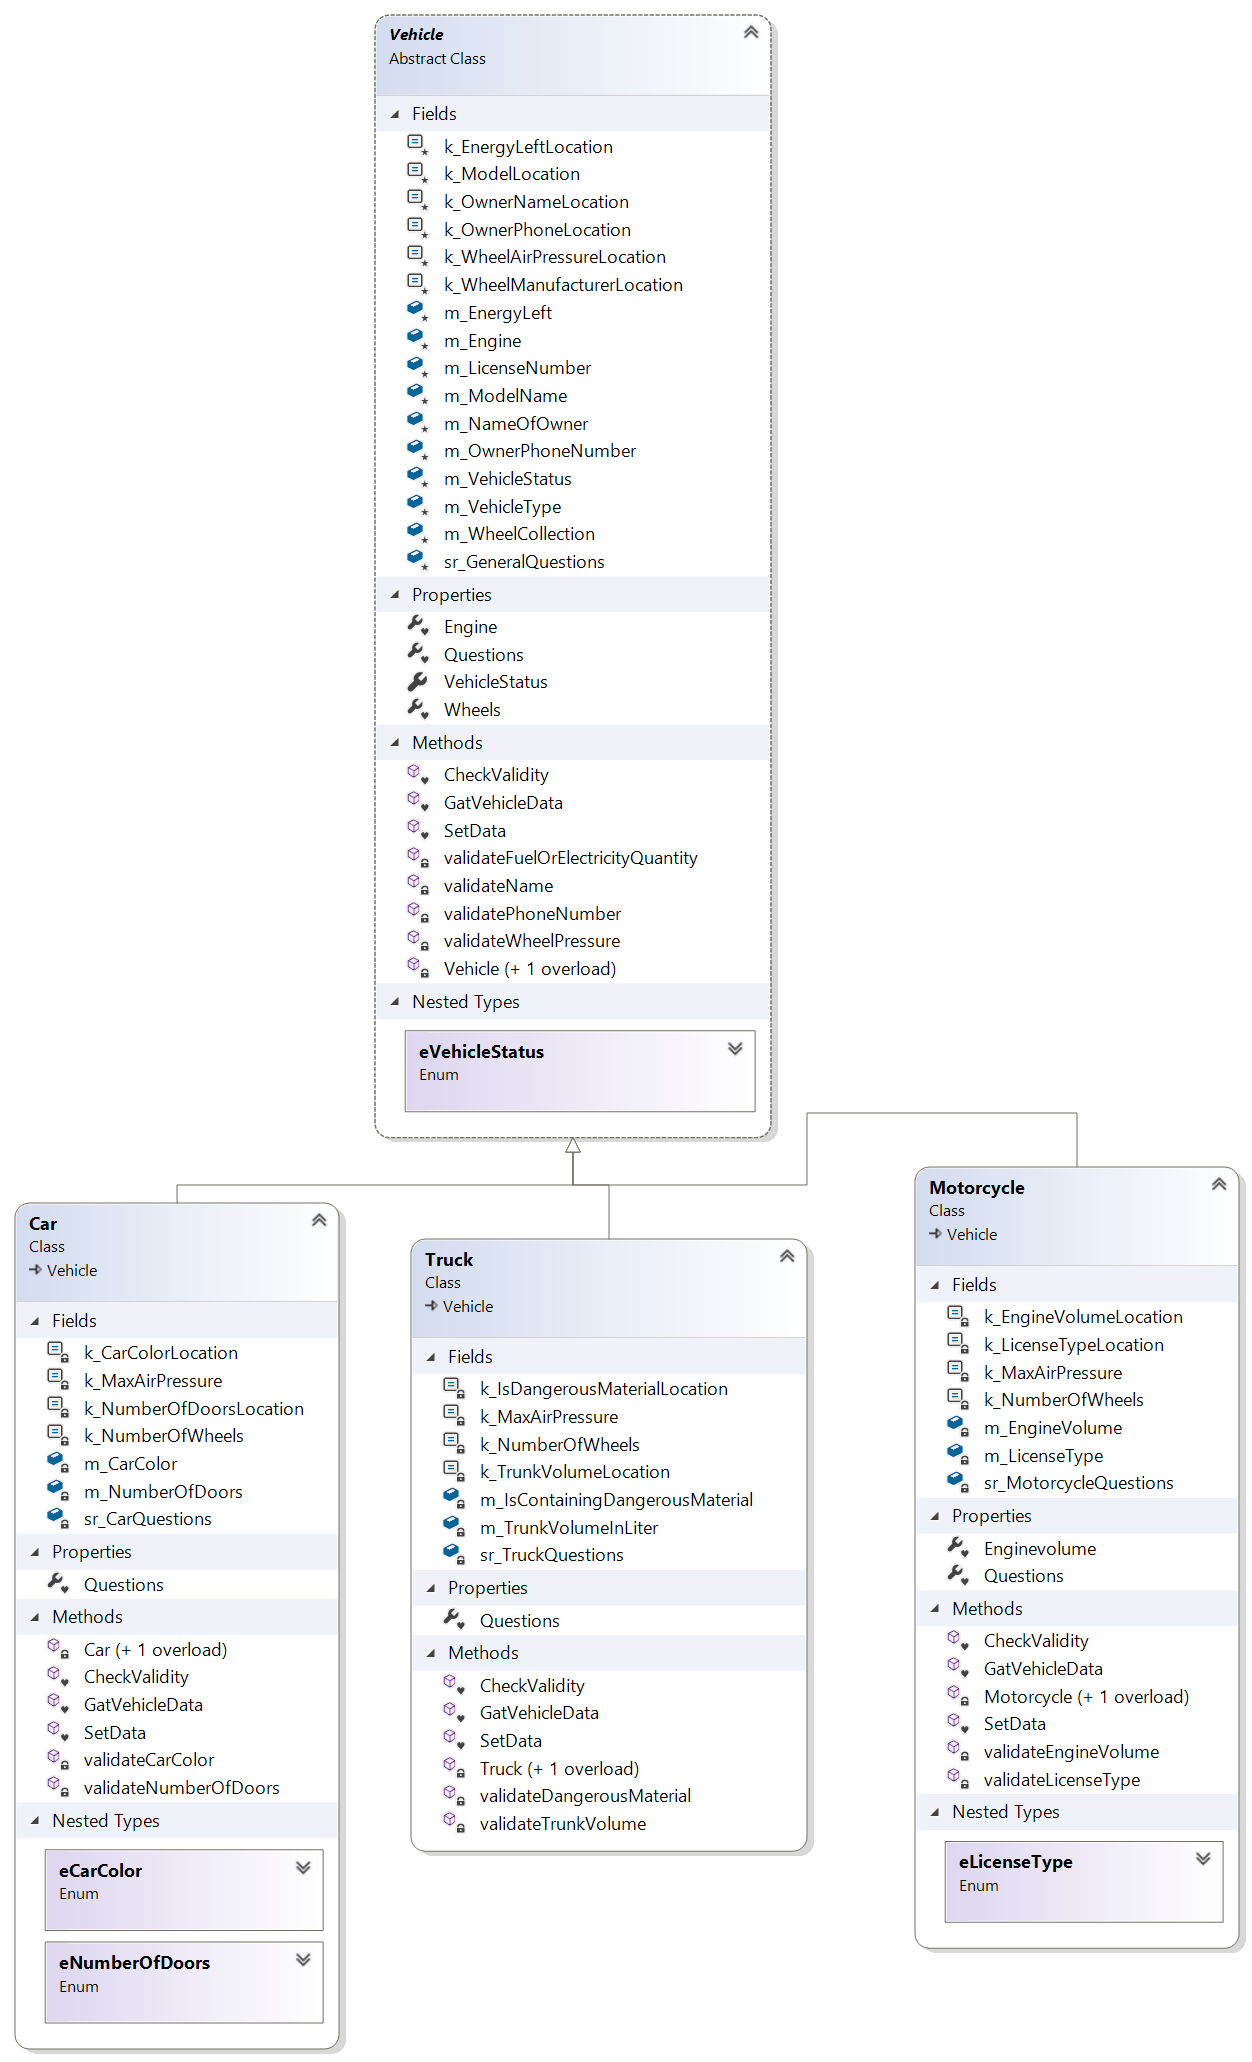 Vehicle
Abstract Class
Fields
k_EnergyLeftLocation
k_ModelLocation
k_OwnerNameLocation
k_OwnerPhoneLocation
k_WheelAirPressureLocation
k_WheelManufacturerLocation
m_EnergyLeft
m_Engine
m_LicenseNumber
m_ModelName
m_NameOfOwner
m_OwnerPhoneNumber
m_VehicleStatus
m_VehicleType
m_WheelCollection
sr_GeneralQuestions
Properties
Engine
Questions
VehicleStatus
Wheels
Methods
CheckValidity
GatVehicleData
SetData
validateFuelOrElectricityQuantity
validateName
validatePhoneNumber
validateWheelPressure
Vehicle (+ 1 overload)
Nested Types
eVehicleStatus
Enum
Car
Class
Vehicle
Fields
k_CarColorLocation
k_MaxAirPressure
k_NumberOfDoorsLocation
k_NumberOfWheels
m_CarColor
m_NumberOfDoors
sr_CarQuestions
Properties
Questions
Methods
Car (+ 1 overload)
CheckValidity
GatVehicleData
SetData
validateCarColor
validateNumberOfDoors
Nested Types
eCarColor
Enum
eNumberOfDoors
Enum
Truck
Class
Vehicle
Fields
k_IsDangerousMaterialLocation
k_MaxAirPressure
k_NumberOfWheels
k_TrunkVolumeLocation
m_IsContainingDangerousMaterial
m_TrunkVolumeInLiter
sr_TruckQuestions
Properties
Questions
Methods
CheckValidity
GatVehicleData
SetData
Truck (+ 1 overload)
validateDangerousMaterial
validateTrunkVolume
Motorcycle
Class
Vehicle
Fields
k_EngineVolumeLocation
k_LicenseTypeLocation
k_MaxAirPressure
k_NumberOfWheels
m_EngineVolume
m_LicenseType
sr_MotorcycleQuestions
Properties
Enginevolume
Questions
Methods
CheckValidity
GatVehicleData
Motorcycle (+ 1 overload)
SetData
validateEngineVolume
validateLicenseType
Nested Types
eLicenseType
Enum